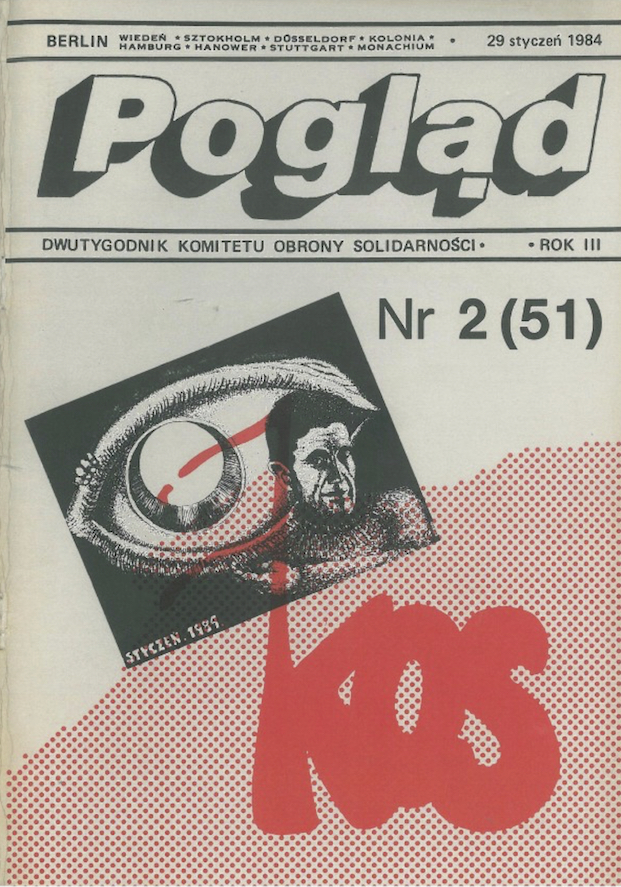 BERLIN WIEDEŃ * SZTOKHOLM * DÜSSELDORF * KOLONIA *
HAMBURG * HANOWER * STUTTGART * MONACHIUM • 29 styczeń 1984
Pogląd
DWUTYGODNIK KOMITETU OBRONY SOLIDARNOŚCI • • ROK III
Nr 2 (51)
STYCZEŃ. 1984
kos